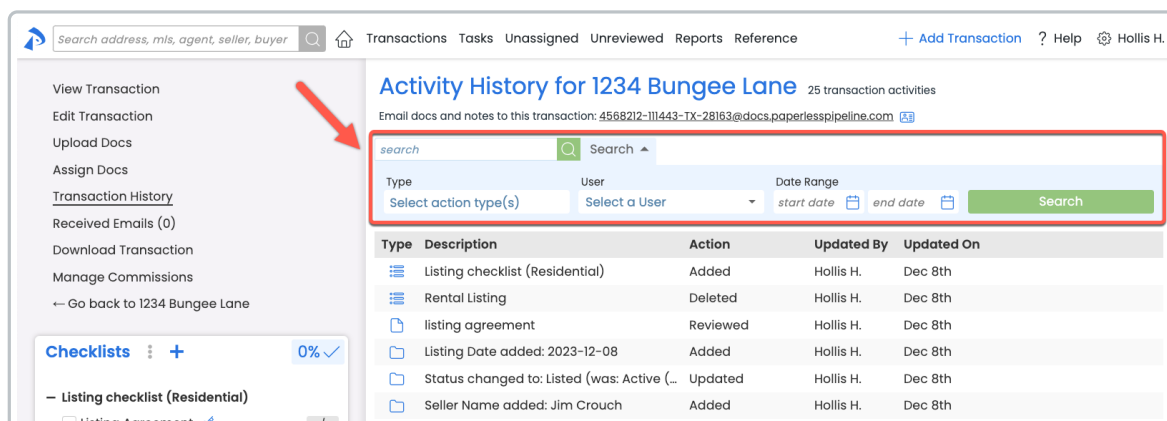 Search address, mls, agent, seller, buyer
Transactions Tasks Unassigned Unreviewed Reports Reference
+ Add Transaction ? Help Hollis H.
View Transaction
Edit Transaction
Upload Docs
Assign Docs
Transaction History
Received Emails (0)
Download Transaction
Manage Commissions
← Go back to 1234 Bungee Lane
Checklists + 0%
– Listing checklist (Residential)
Listing Agreement
Activity History for 1234 Bungee Lane 25 transaction activities
Email docs and notes to this transaction: 4568212-111443-TX-28163@docs.paperlesspipeline.com
search Search
Type User Date Range
Select action type(s) Select a User start date end date Search
Type Description Action Updated By Updated On
Listing checklist (Residential) Added Hollis H. Dec 8th
Rental Listing Deleted Hollis H. Dec 8th
listing agreement Reviewed Hollis H. Dec 8th
Listing Date added: 2023-12-08 Added Hollis H. Dec 8th
Status changed to: Listed (was: Active (... Updated Hollis H. Dec 8th
Seller Name added: Jim Crouch Added Hollis H. Dec 8th